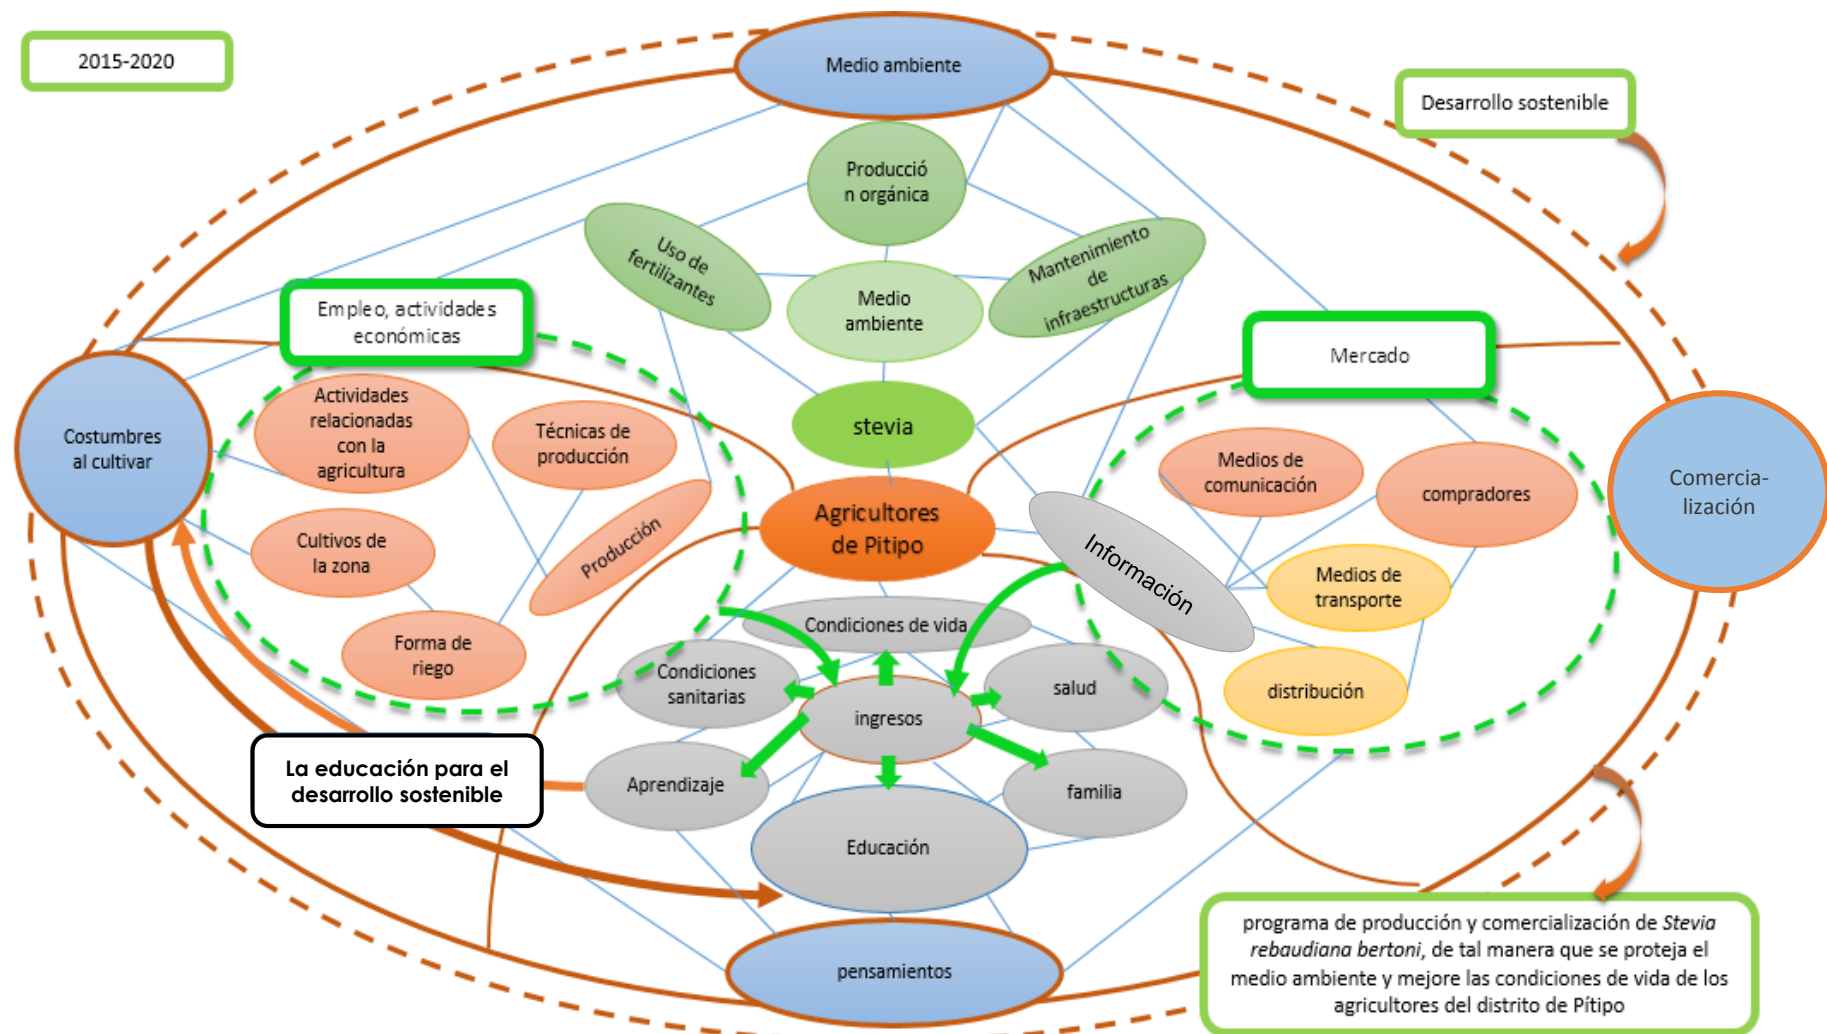 2015-2020
Medio ambiente
Desarrollo sostenible
Producció
n orgánica
Uso de
fertilizantes
Mantenimiento
de
infraestructuras
Medio
ambiente
Empleo, actividades
económicas
Mercado
Costumbres
al cultivar
Actividades
relacionadas
con la
agricultura
Técnicas de
producción
stevia
Medios de
comunicación
compradores
Comercia-
lización
Agricultores
de Pitipo
Cultivos de
la zona
Producción
Información
Medios de
transporte
Forma de
riego
Condiciones de vida
Condiciones
sanitarias
ingresos
salud
distribución
La educación para el
desarrollo sostenible
Aprendizaje
familia
Educación
pensamientos
programa de producción y comercialización de Stevia
rebaudiana bertoni, de tal manera que se proteja el
medio ambiente y mejore las condiciones de vida de los
agricultores del distrito de Pítipo